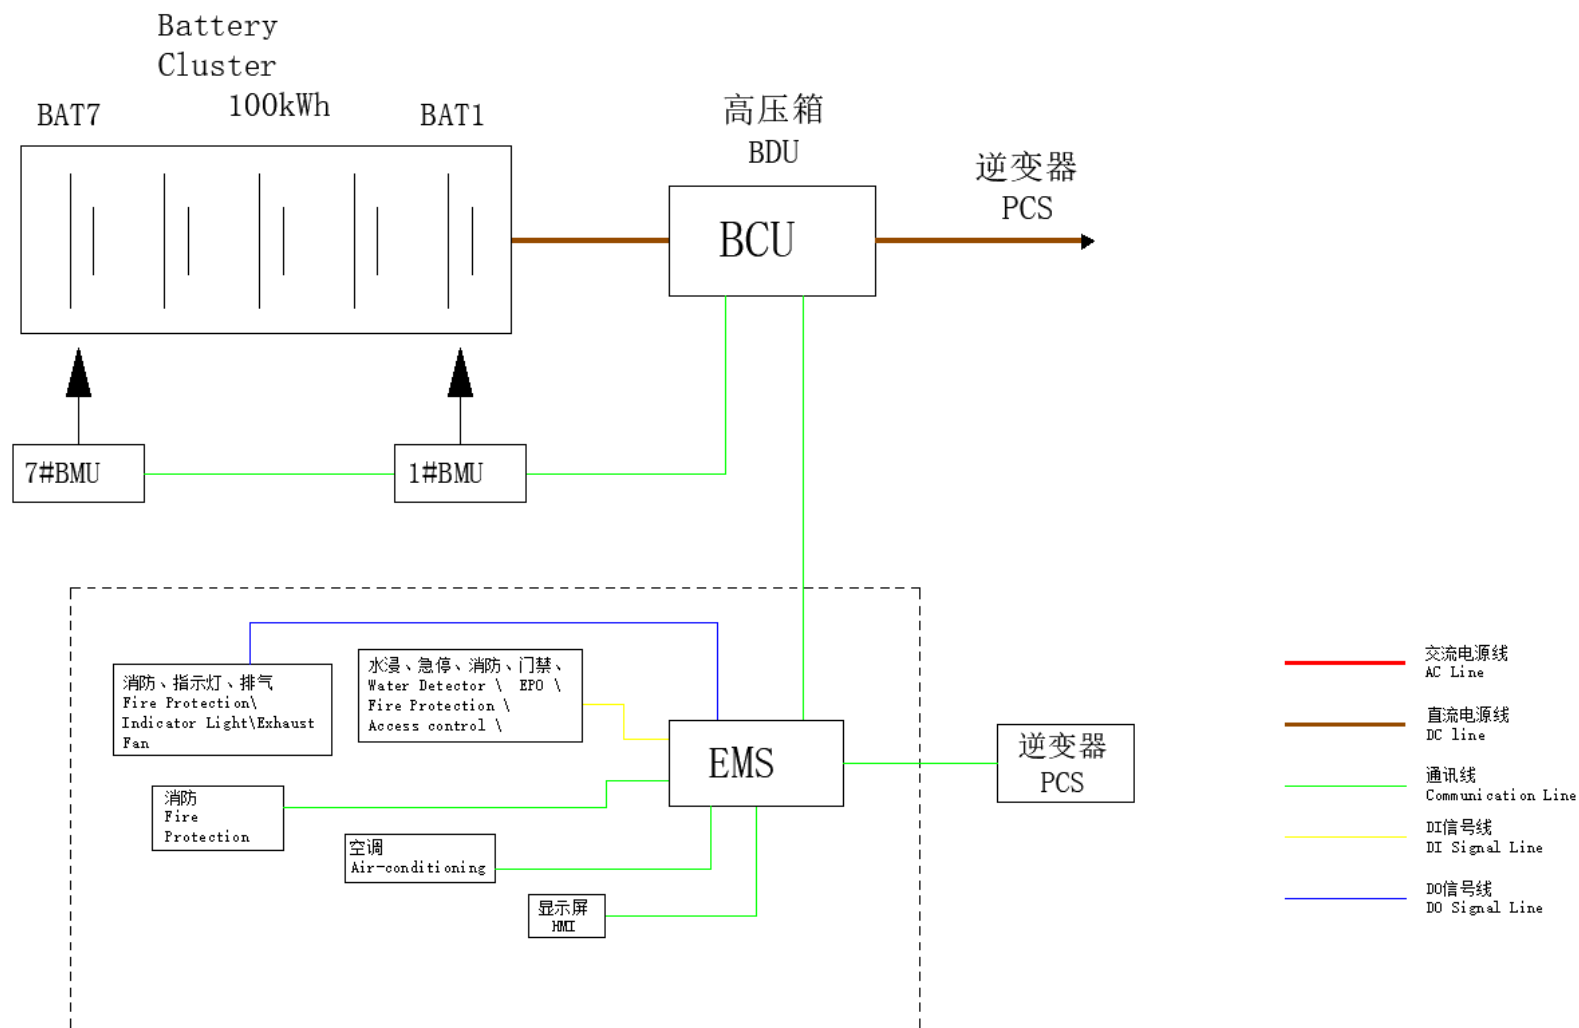 Battery
Cluster
100kWh
BAT7
BAT1
高压箱
BDU
BCU
逆变器
PCS
7#BMU
1#BMU
消防、指示灯、排气
Fire Protection\
Indicator Light\Exhaust
Fan
水浸、急停、消防、门禁、
Water Detector \ EPO \
Fire Protection \
Access control \
EMS
逆变器
PCS
消防
Fire
Protection
空调
Air-conditioning
显示屏
HMI
交流电源线
AC Line
直流电源线
DC line
通讯线
Communication Line
DI信号线
DI Signal Line
DO信号线
DO Signal Line